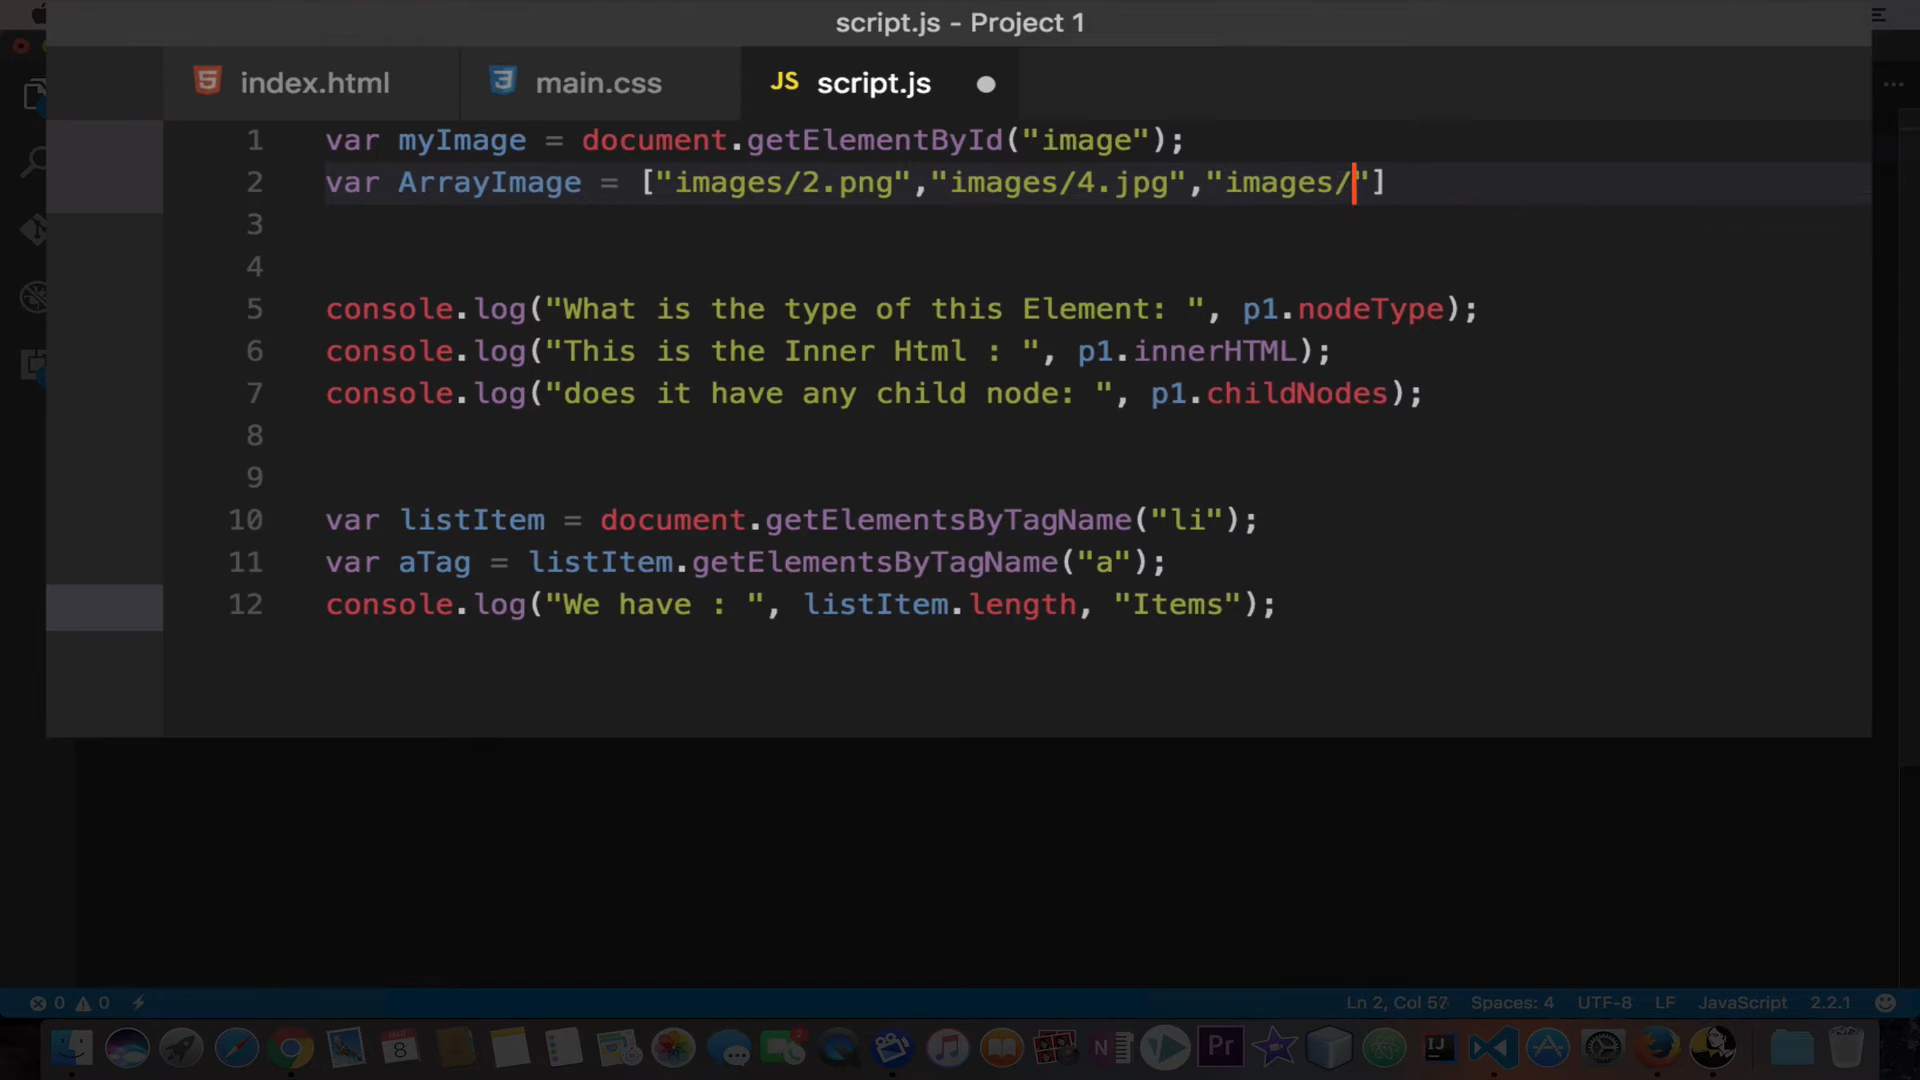 script.js - Project 1
index.html
main.css
JS script.js
1 var myImage = document.getElementById("image");
2 var ArrayImage = ["images/2.png","images/4.jpg","images/"]
3
4
5 console.log("What is the type of this Element: ", p1.nodeType);
6 console.log("This is the Inner Html : ", p1.innerHTML);
7 console.log("does it have any child node: ", p1.childNodes);
8
9
10 var listItem = document.getElementsByTagName("li");
11 var aTag = listItem.getElementsByTagName("a");
12 console.log("We have : ", listItem.length, "Items");
0 0 Ln 2, Col 57 Spaces: 4 UTF-8 LF JavaScript 2.2.1
8 N Pr IJ